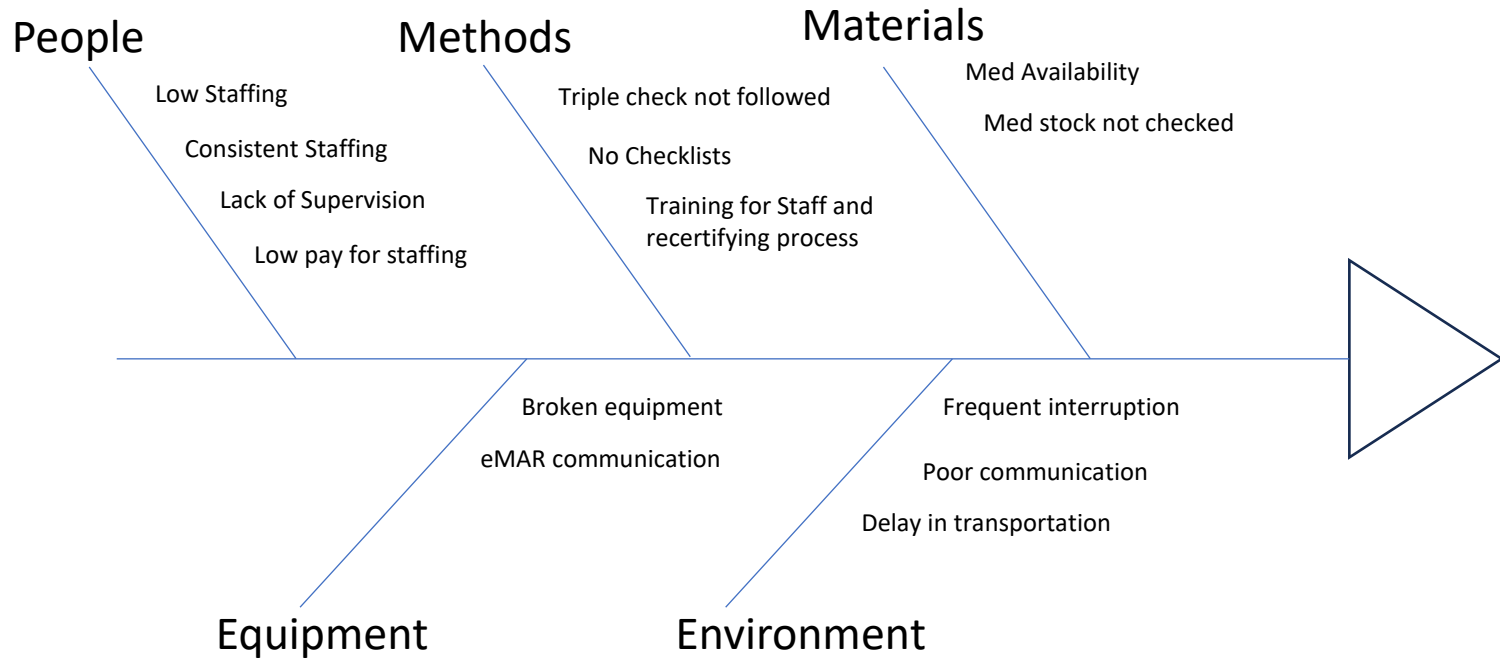 People
Low Staffing
Consistent Staffing
Lack of Supervision
Low pay for staffing
Methods
Triple check not followed
No Checklists
Training for Staff and
recertifying process
Materials
Med Availability
Med stock not checked
Broken equipment
eMAR communication
Equipment
Frequent interruption
Poor communication
Delay in transportation
Environment